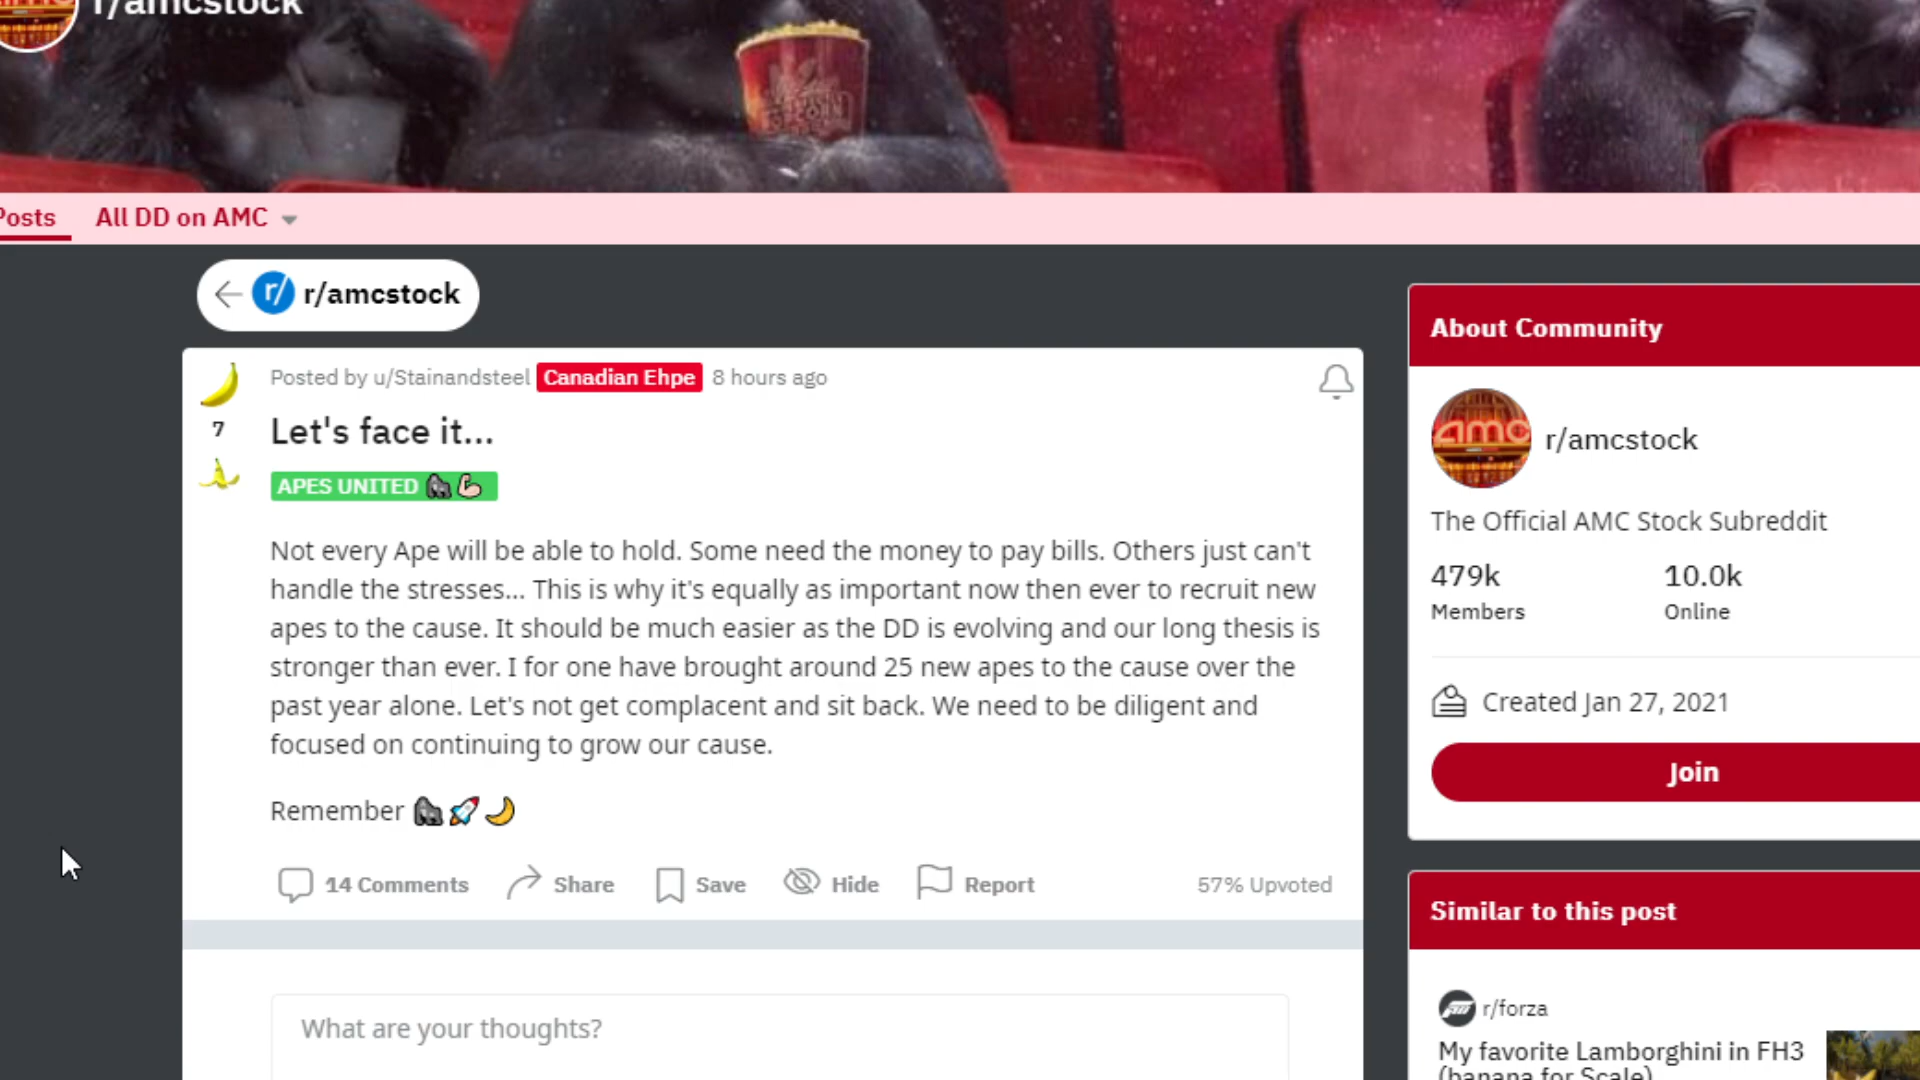 r/amcstock
Posts
All DD on AMC
r/
r/amcstock
Posted by u/Stainandsteel Canadian Ehpe 8 hours ago
7
Let's face it...
APES UNITED 🦍💪🏻
Not every Ape will be able to hold. Some need the money to pay bills. Others just can't
handle the stresses... This is why it's equally as important now then ever to recruit new
apes to the cause. It should be much easier as the DD is evolving and our long thesis is
stronger than ever. I for one have brought around 25 new apes to the cause over the
past year alone. Let's not get complacent and sit back. We need to be diligent and
focused on continuing to grow our cause.
Remember 🦍🚀🌙
14 Comments Share Save Hide Report 57% Upvoted
What are your thoughts?
About Community
amc
r/amcstock
The Official AMC Stock Subreddit
479k 10.0k
Members Online
Created Jan 27, 2021
Join
Similar to this post
r/forza
My favorite Lamborghini in FH3
(banana for Scale)